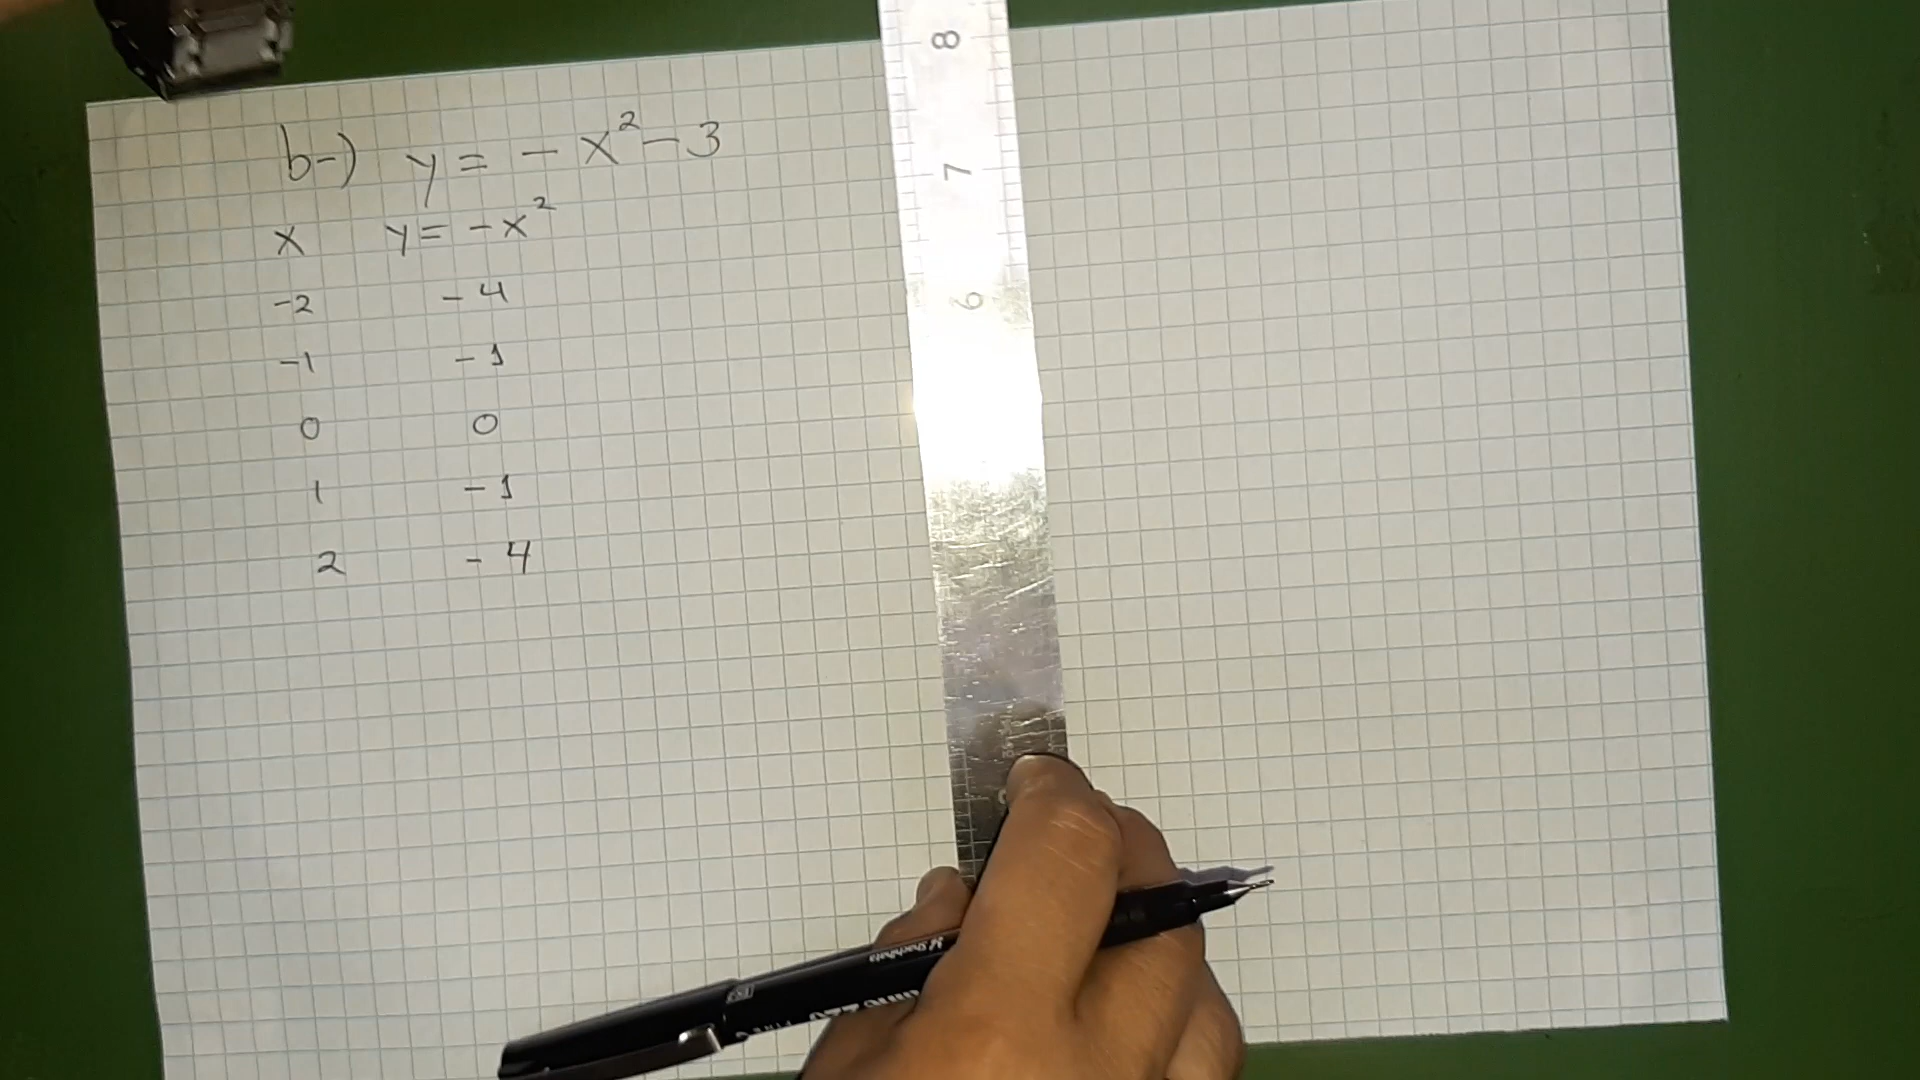 b-) y = - x² - 3
x y = - x²
-2 - 4
-1 - 1
0 0
1 - 1
2 - 4
8
7
6